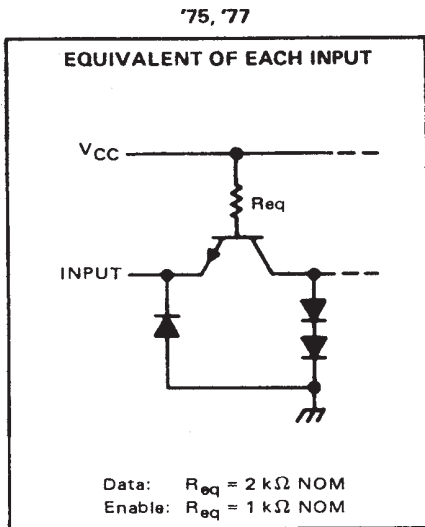 '75, '77
EQUIVALENT OF EACH INPUT
VCC
Req
INPUT
Data: Req = 2 kΩ NOM
Enable: Req = 1 kΩ NOM